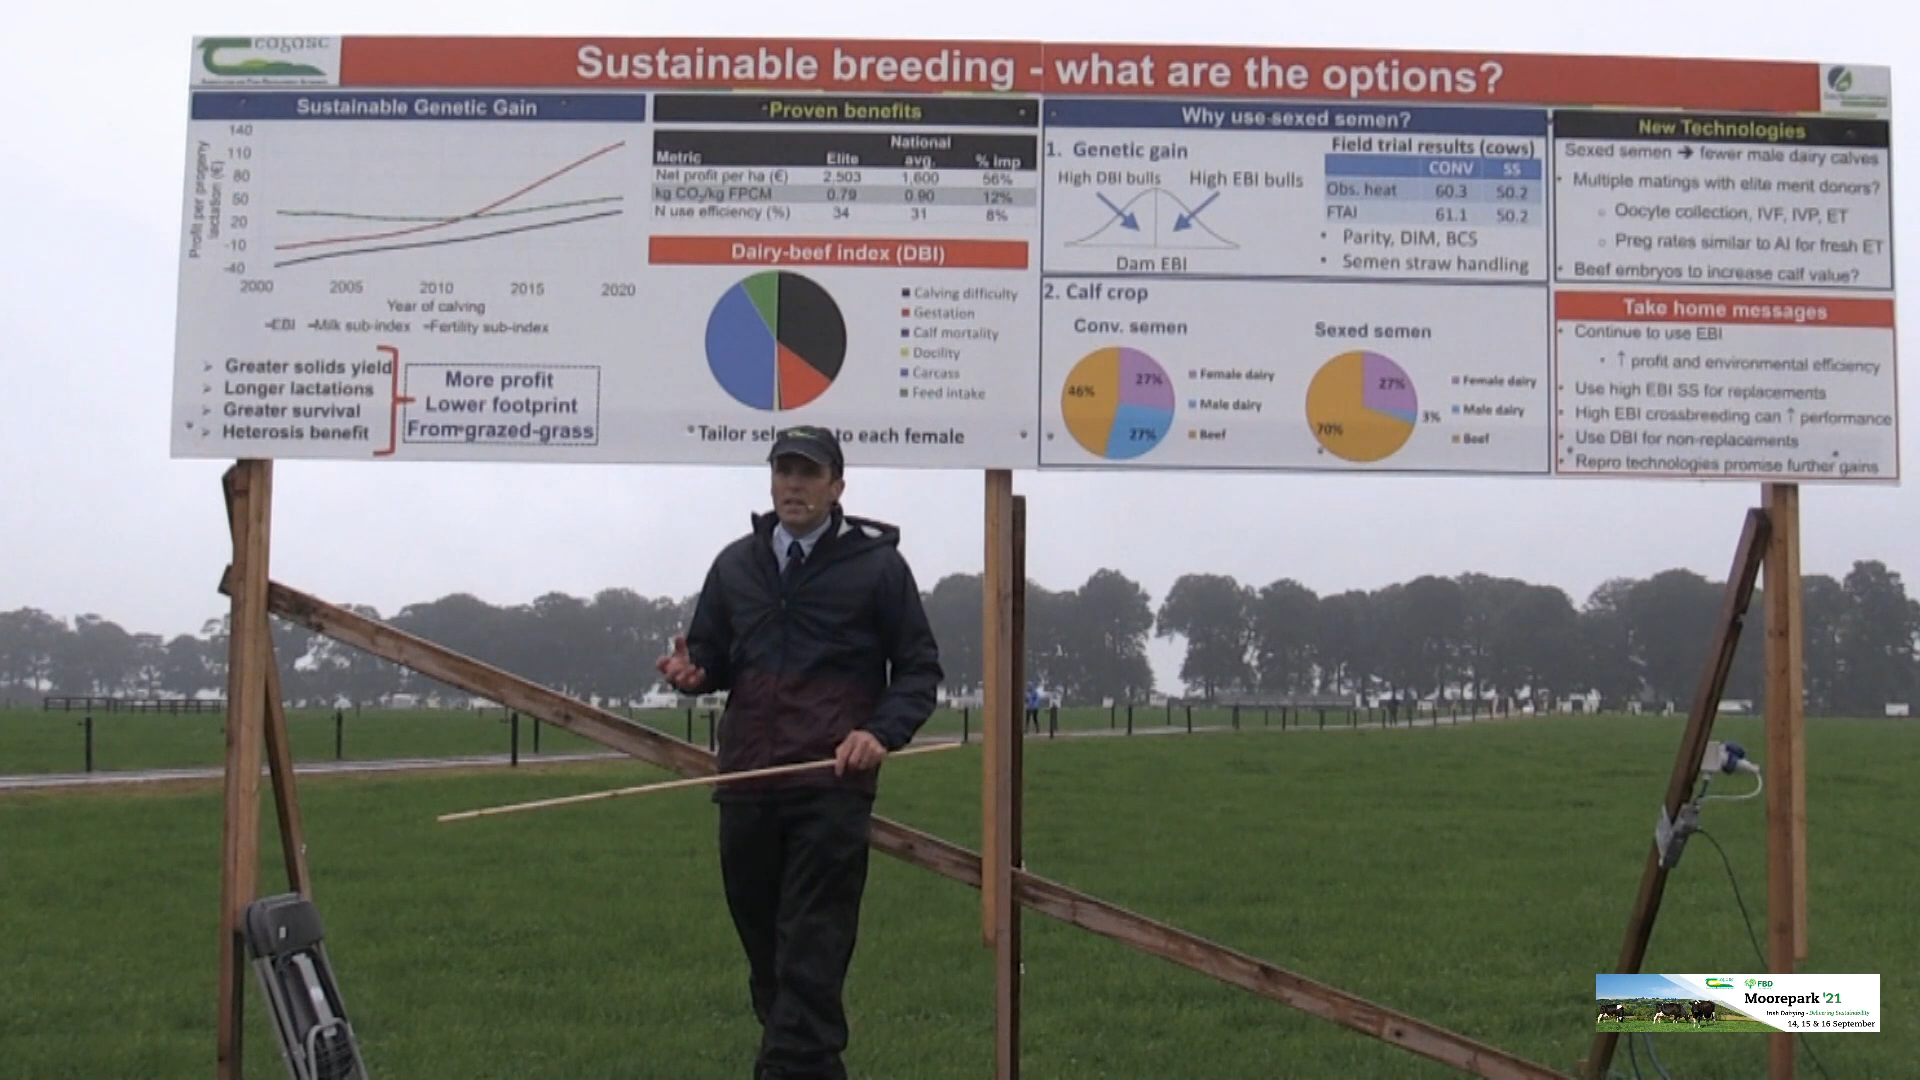 teagasc
Sustainable breeding - what are the options?
Sustainable Genetic Gain
Profit per progeny
lactation (€)
140
110
80
50
20
-10
-40
2000 2005 2010 2015 2020
Year of calving
EBI Milk sub-index Fertility sub-index
Greater solids yield
Longer lactations
Greater survival
Heterosis benefit
More profit
Lower footprint
From grazed-grass
Proven benefits
Metric Elite National avg. % Imp
Net profit per ha (€) 2,503 1,600 56%
kg CO2/kg FPCM 0.79 0.90 12%
N use efficiency (%) 34 31 8%
Dairy-beef index (DBI)
Calving difficulty
Gestation
Calf mortality
Docility
Carcass
Feed intake
Tailor to each female
Why use sexed semen?
1. Genetic gain
High DBI bulls High EBI bulls
Dam EBI
Field trial results (cows)
CONV SS
Obs. heat 60.3 50.2
FTAI 61.1 50.2
• Parity, DIM, BCS
• Semen straw handling
2. Calf crop
Conv. semen
46%
27%
27%
Female dairy
Male dairy
Beef
Sexed semen
27%
3%
70%
Female dairy
Male dairy
Beef
New Technologies
Sexed semen → fewer male dairy calves
• Multiple matings with elite merit donors?
○ Oocyte collection, IVF, IVP, ET
○ Preg rates similar to AI for fresh ET
• Beef embryos to increase calf value?
Take home messages
• Continue to use EBI
• ↑ profit and environmental efficiency
• Use high EBI SS for replacements
• High EBI crossbreeding can ↑ performance
• Use DBI for non-replacements
• Repro technologies promise further gains
FBD
Moorepark '21
Irish Dairying - Delivering Sustainability
14, 15 & 16 September